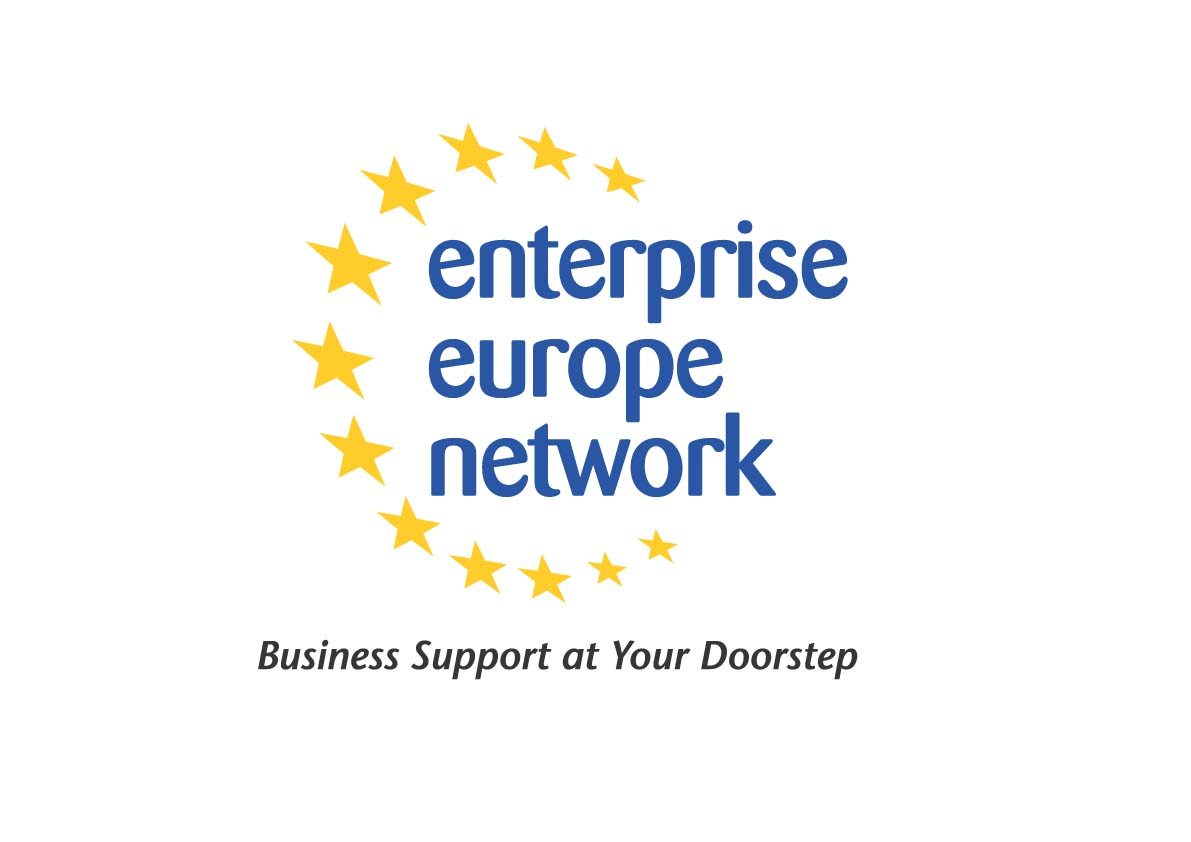 enterprise
europe
network
Business Support at Your Doorstep